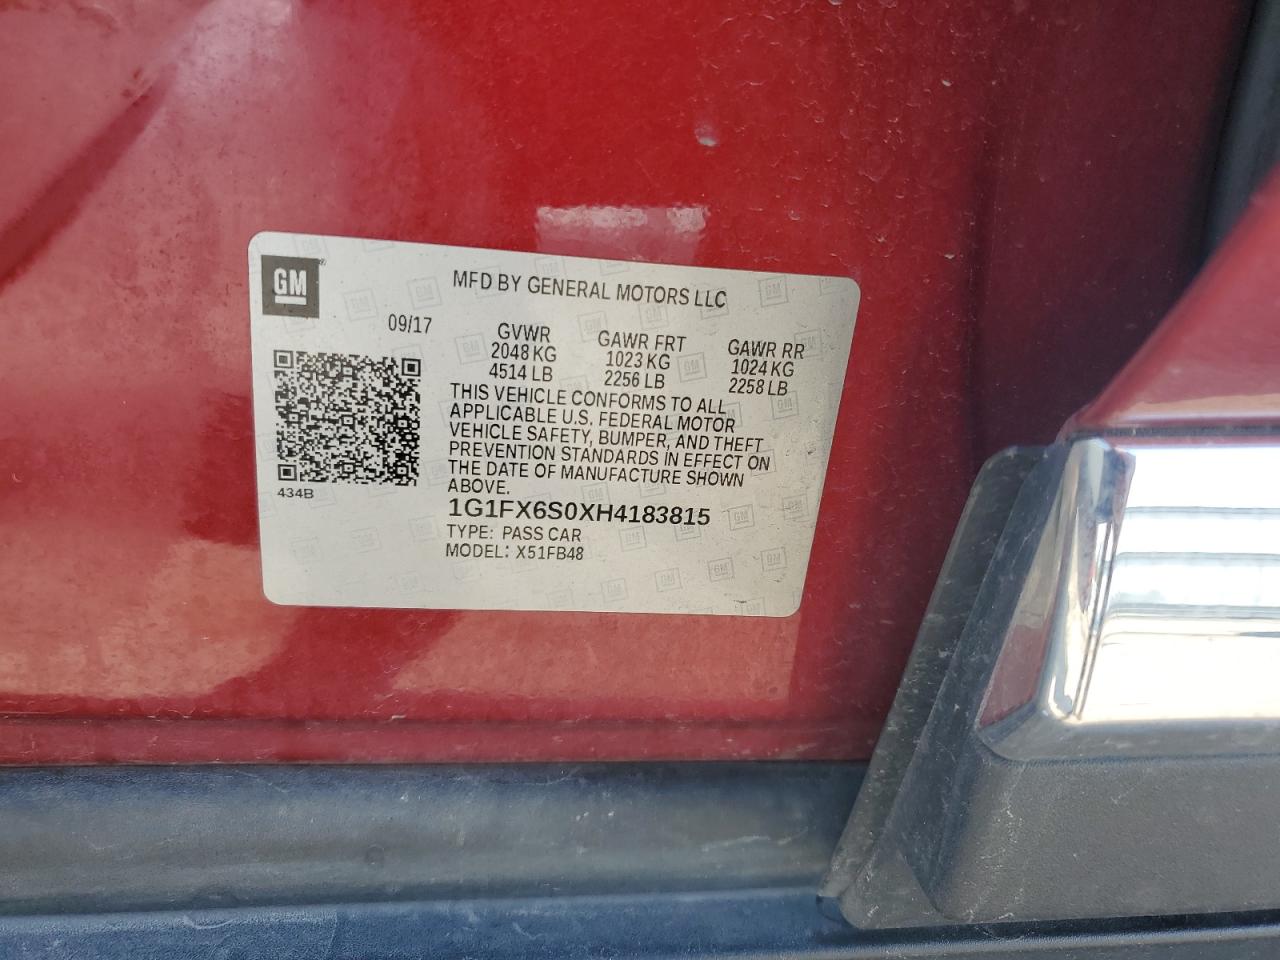 GM
MFD BY GENERAL MOTORS LLC
09/17
GVWR
2048 KG
4514 LB
GAWR FRT
1023 KG
2256 LB
GAWR RR
1024 KG
2258 LB
THIS VEHICLE CONFORMS TO ALL
APPLICABLE U.S. FEDERAL MOTOR
VEHICLE SAFETY, BUMPER, AND THEFT
PREVENTION STANDARDS IN EFFECT ON
THE DATE OF MANUFACTURE SHOWN
ABOVE.
434B
1G1FX6S0XH4183815
TYPE: PASS CAR
MODEL: X51FB48